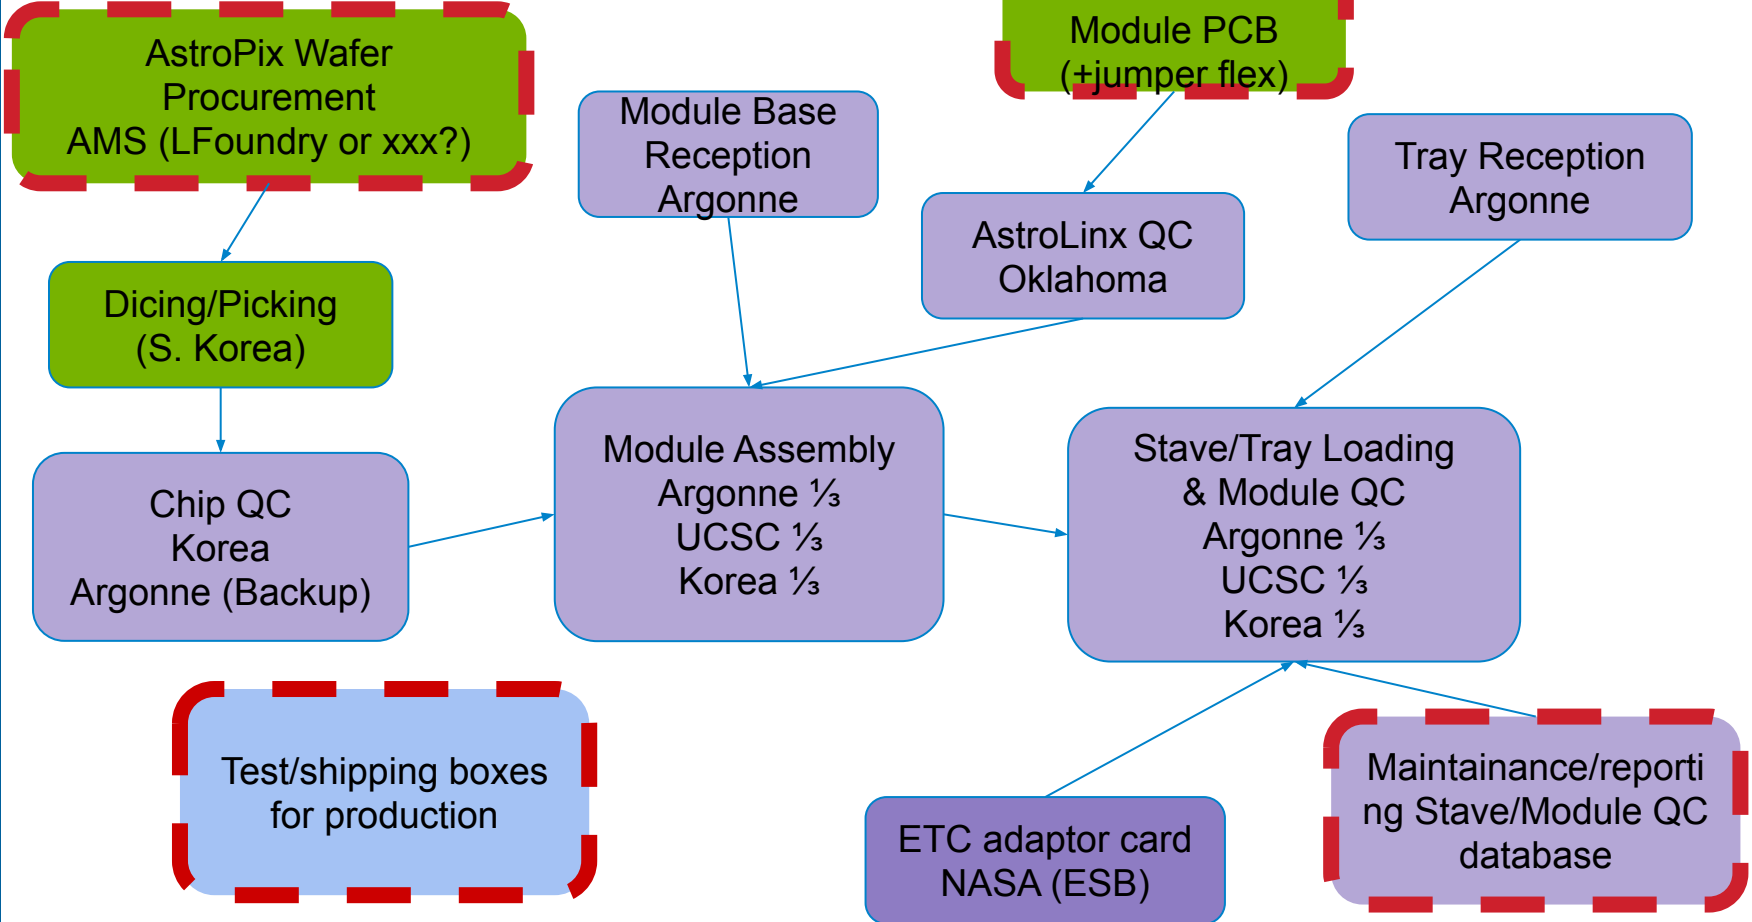 AstroPix Wafer
Procurement
AMS (LFoundry or xxx?)
Module PCB
(+jumper flex)
Module Base
Reception
Argonne
Tray Reception
Argonne
AstroLinx QC
Oklahoma
Dicing/Picking
(S. Korea)
Chip QC
Korea
Argonne (Backup)
Module Assembly
Argonne ⅓
UCSC ⅓
Korea ⅓
Stave/Tray Loading
& Module QC
Argonne ⅓
UCSC ⅓
Korea ⅓
Test/shipping boxes
for production
ETC adaptor card
NASA (ESB)
Maintainance/reporti
ng Stave/Module QC
database